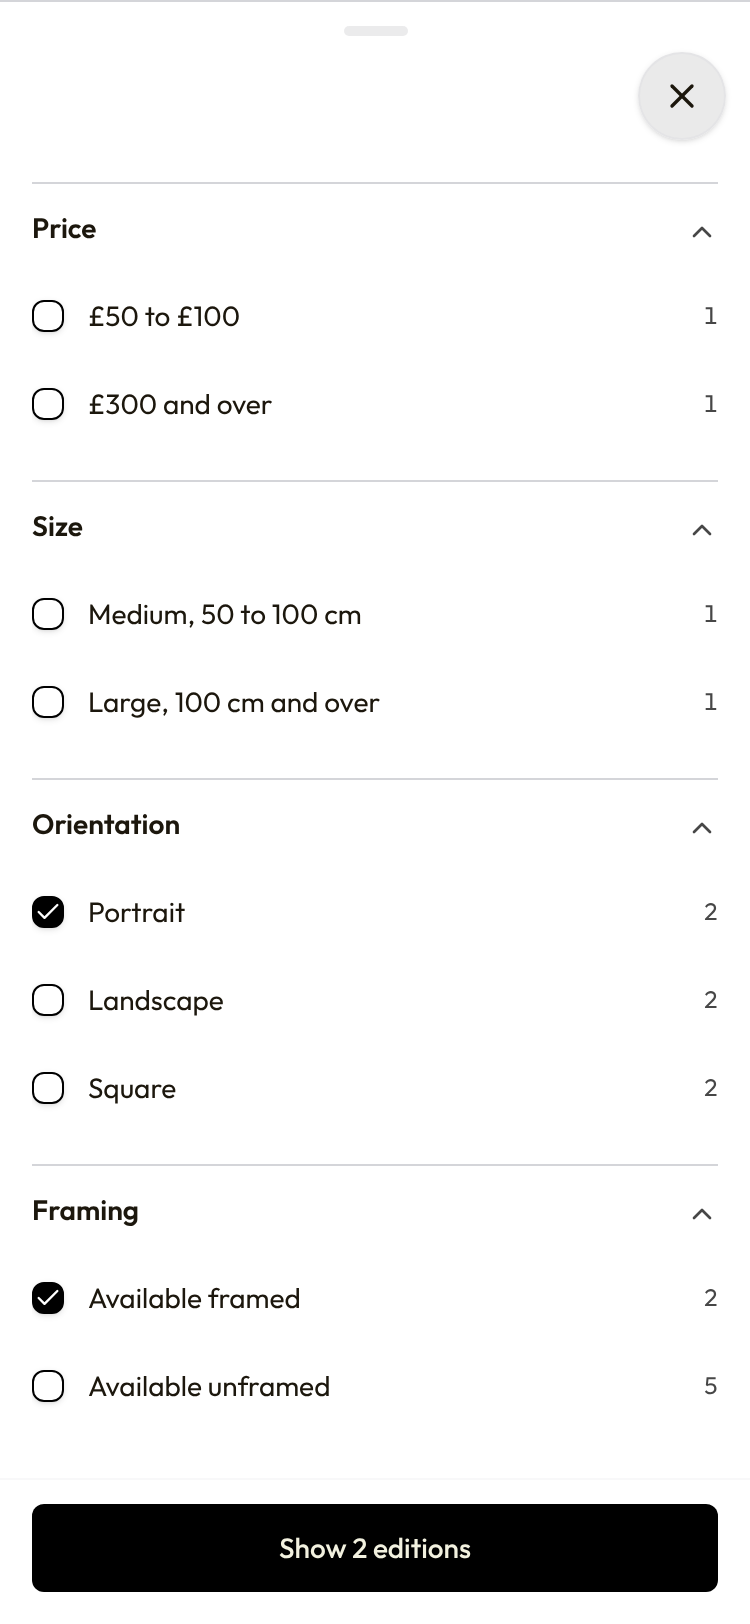 Price
£50 to £100 1
£300 and over 1
Size
Medium, 50 to 100 cm 1
Large, 100 cm and over 1
Orientation
Portrait 2
Landscape 2
Square 2
Framing
Available framed 2
Available unframed 5
Show 2 editions